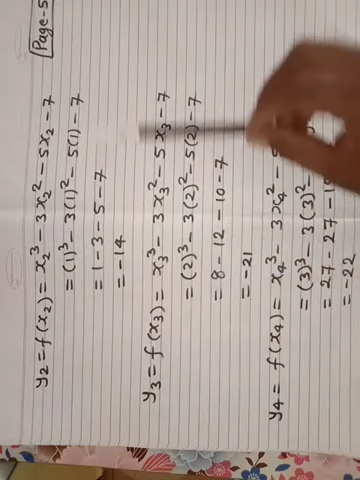 [Page-5
y₂ = f(x₂) = x₂³ - 3x₂² - 5x₂ - 7
= (1)³ - 3(1)² - 5(1) - 7
= 1 - 3 - 5 - 7
= -14
y₃ = f(x₃) = x₃³ - 3x₃² - 5x₃ - 7
= (2)³ - 3(2)² - 5(2) - 7
= 8 - 12 - 10 - 7
= -21
y₄ = f(x₄) = x₄³ - 3x₄² - 5
= (3)³ - 3(3)² -
= 27 - 27 - 1
= -22